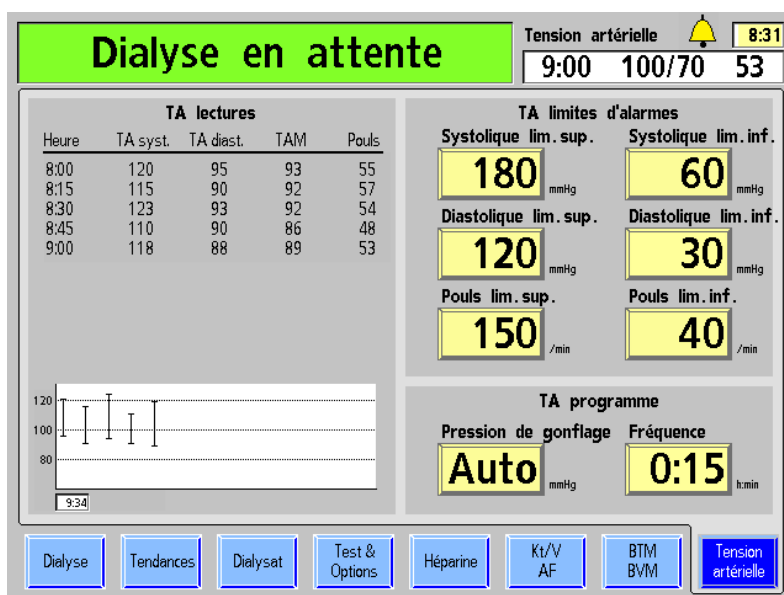 Dialyse en attente
Tension artérielle
8:31
9:00 100/70 53
TA lectures
Heure TA syst. TA diast. TAM Pouls
8:00 120 95 93 55
8:15 115 90 92 57
8:30 123 93 92 54
8:45 110 90 86 48
9:00 118 88 89 53
120
100
80
9:34
TA limites d'alarmes
Systolique lim.sup. Systolique lim.inf.
180 mmHg 60 mmHg
Diastolique lim.sup. Diastolique lim.inf.
120 mmHg 30 mmHg
Pouls lim.sup. Pouls lim.inf.
150 /min 40 /min
TA programme
Pression de gonflage Fréquence
Auto mmHg 0:15 h:min
Dialyse
Tendances
Dialysat
Test &
Options
Héparine
Kt/V
AF
BTM
BVM
Tension
artérielle